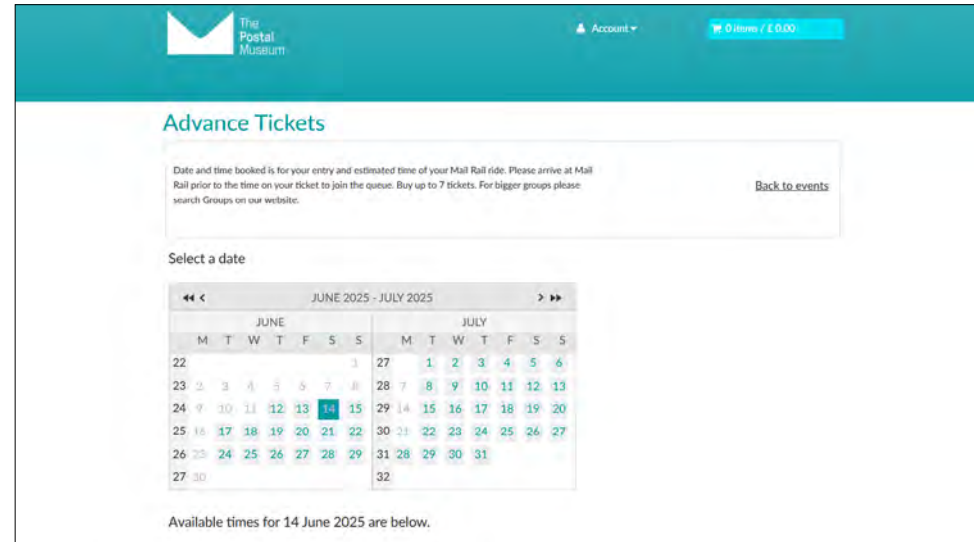 The
Postal
Museum
Account
0 items / £ 0.00
Advance Tickets
Date and time booked is for your entry and estimated time of your Mail Rail ride. Please arrive at Mail
Rail prior to the time on your ticket to join the queue. Buy up to 7 tickets. For bigger groups please
search Groups on our website.
Back to events
Select a date
JUNE 2025 - JULY 2025
JUNE JULY
M T W T F S S M T W T F S S
22 1 27 1 2 3 4 5 6
23 2 3 4 5 6 7 8 28 7 8 9 10 11 12 13
24 9 10 11 12 13 14 15 29 14 15 16 17 18 19 20
25 16 17 18 19 20 21 22 30 21 22 23 24 25 26 27
26 23 24 25 26 27 28 29 31 28 29 30 31
27 30 32
Available times for 14 June 2025 are below.